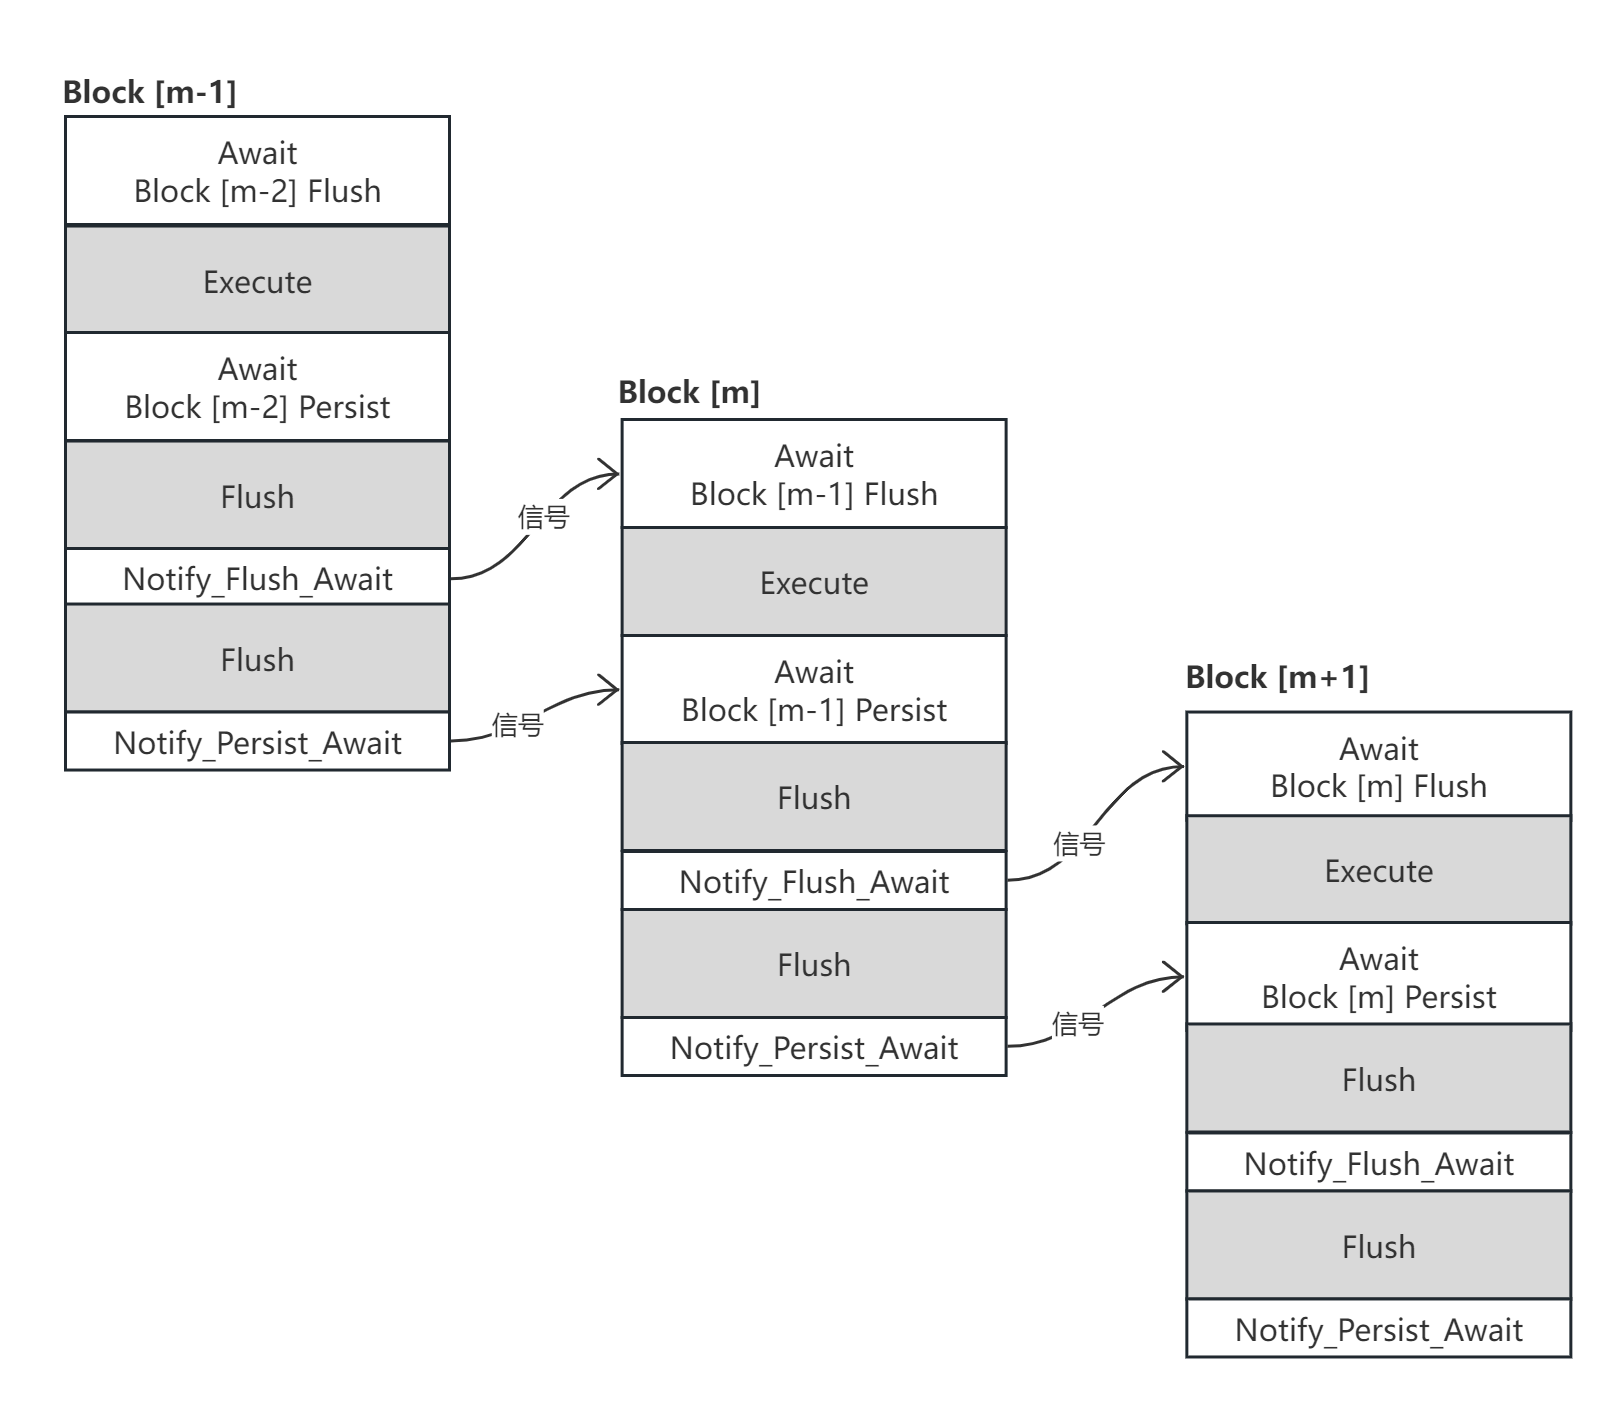 Block [m-1]
Await
Block [m-2] Flush
Execute
Await
Block [m-2] Persist
Flush
Notify_Flush_Await
Flush
Notify_Persist_Await
信号
信号
Block [m]
Await
Block [m-1] Flush
Execute
Await
Block [m-1] Persist
Flush
Notify_Flush_Await
Flush
Notify_Persist_Await
信号
信号
Block [m+1]
Await
Block [m] Flush
Execute
Await
Block [m] Persist
Flush
Notify_Flush_Await
Flush
Notify_Persist_Await